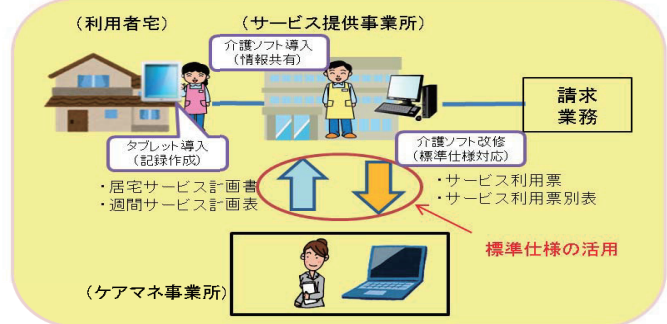 （利用者宅）
（サービス提供事業所）
介護ソフト導入
（情報共有）
請求
業務
タブレット導入
（記録作成）
介護ソフト改修
（標準仕様対応）
・居宅サービス計画書
・週間サービス計画表
・サービス利用票
・サービス利用票別表
標準仕様の活用
（ケアマネ事業所）